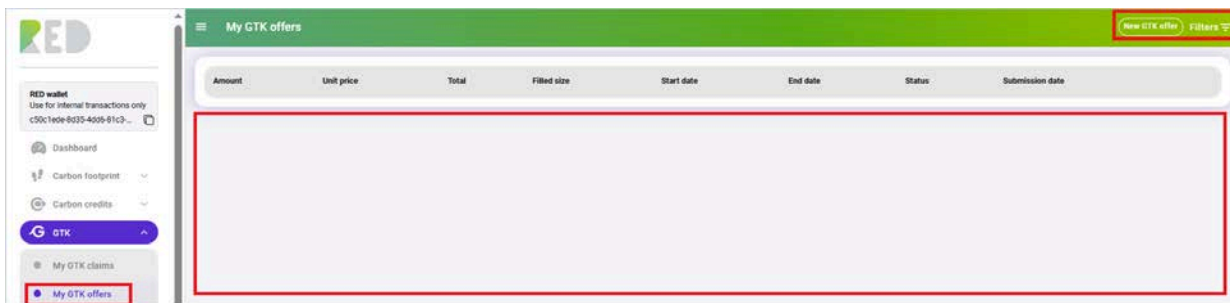 RED
My GTK offers
New GTK offer
Filters
RED wallet
Use for internal transactions only
c50c1ede-8d35-4dd6-81c3-...
Amount
Unit price
Total
Filled size
Start date
End date
Status
Submission date
Dashboard
Carbon footprint
Carbon credits
GTK
My GTK claims
My GTK offers